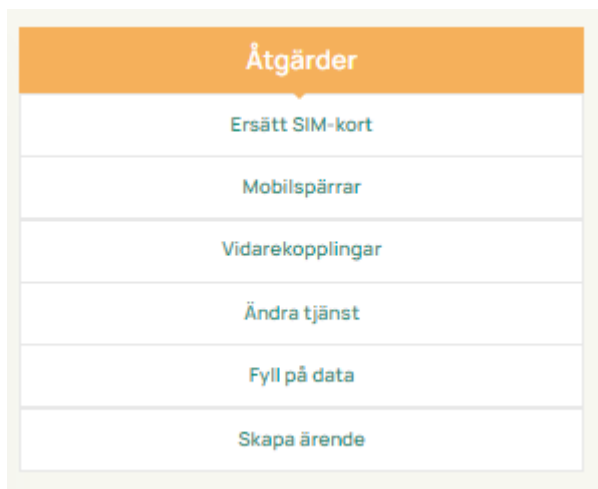 Åtgärder
Ersätt SIM-kort
Mobilspärrar
Vidarekopplingar
Ändra tjänst
Fyll på data
Skapa ärende